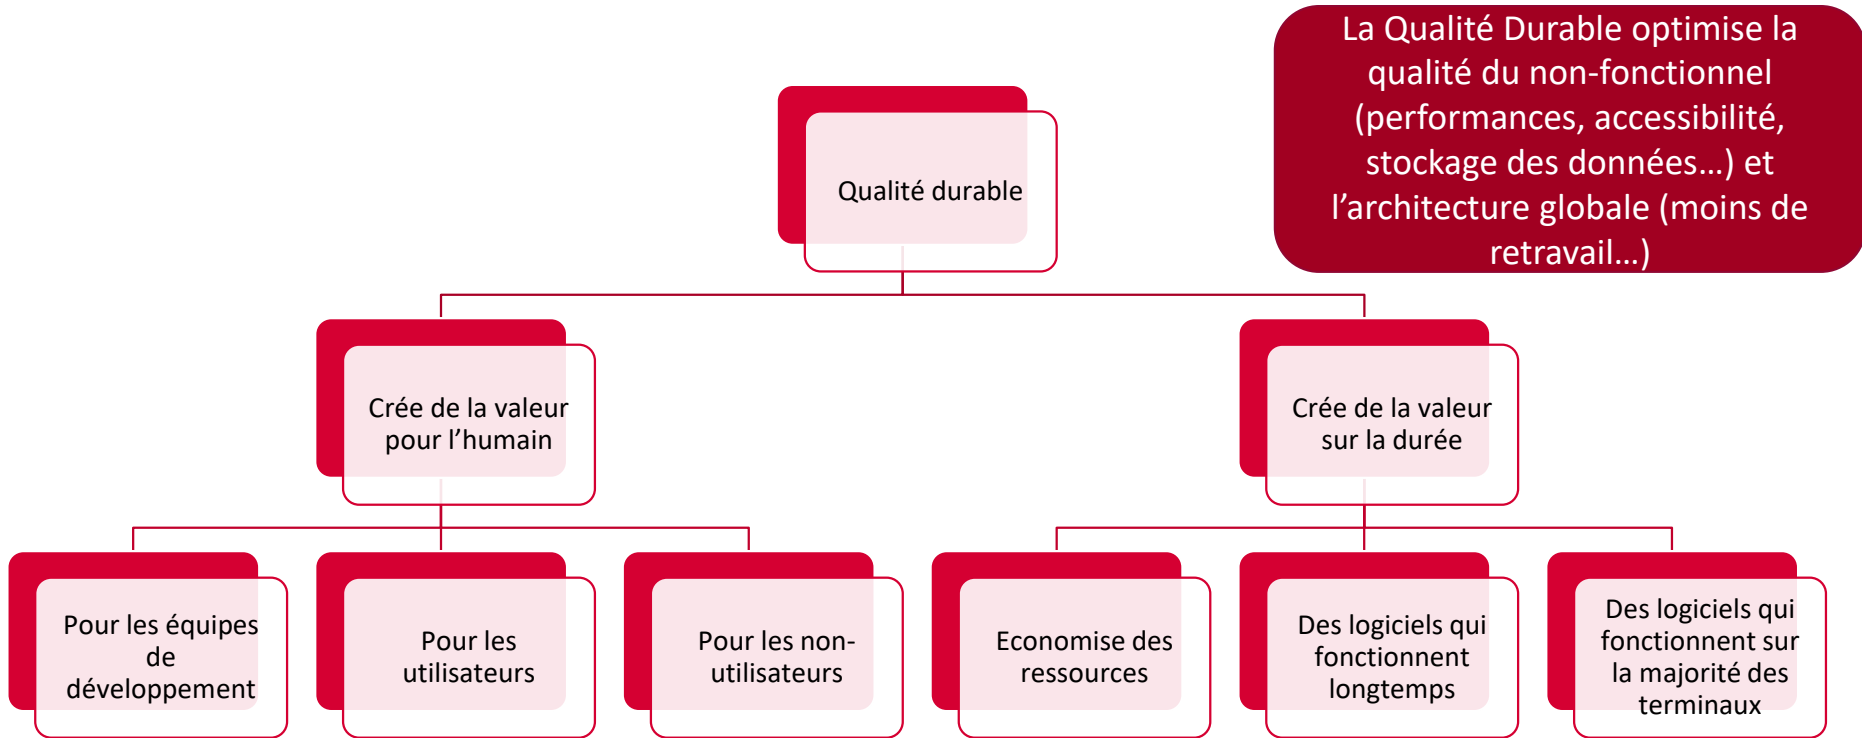 La Qualité Durable optimise la
qualité du non-fonctionnel
(performances, accessibilité,
stockage des données…) et
l’architecture globale (moins de
retravail…)
Qualité durable
Crée de la valeur
pour l’humain
Crée de la valeur
sur la durée
Pour les équipes
de
développement
Pour les
utilisateurs
Pour les non-
utilisateurs
Economise des
ressources
Des logiciels qui
fonctionnent
longtemps
Des logiciels qui
fonctionnent sur
la majorité des
terminaux